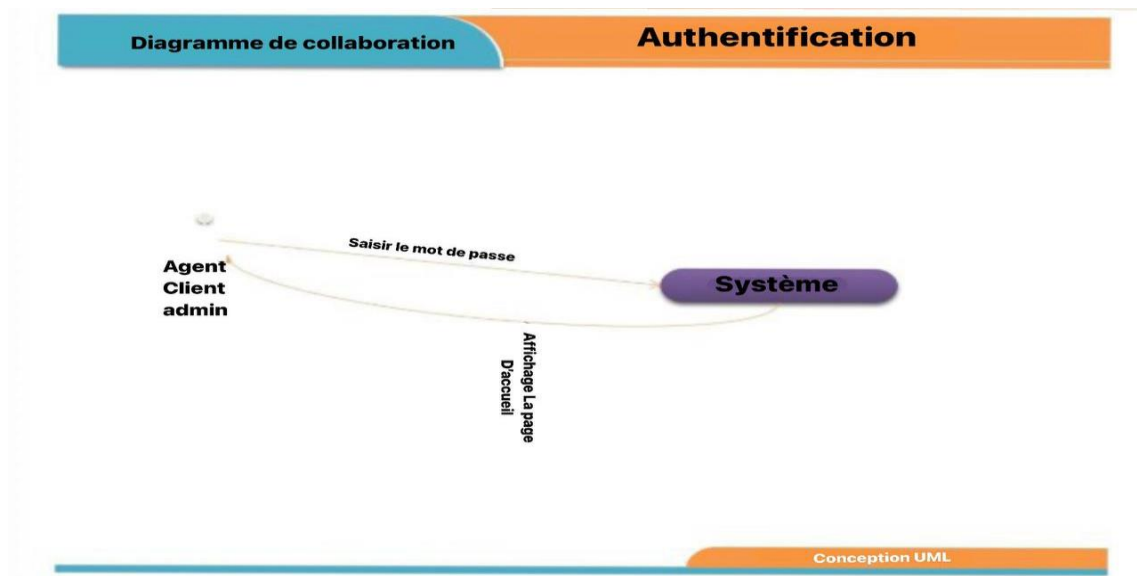 Diagramme de collaboration
Authentification
Saisir le mot de passe
Agent
Client
admin
Système
Affichage La page
D'accueil
Conception UML